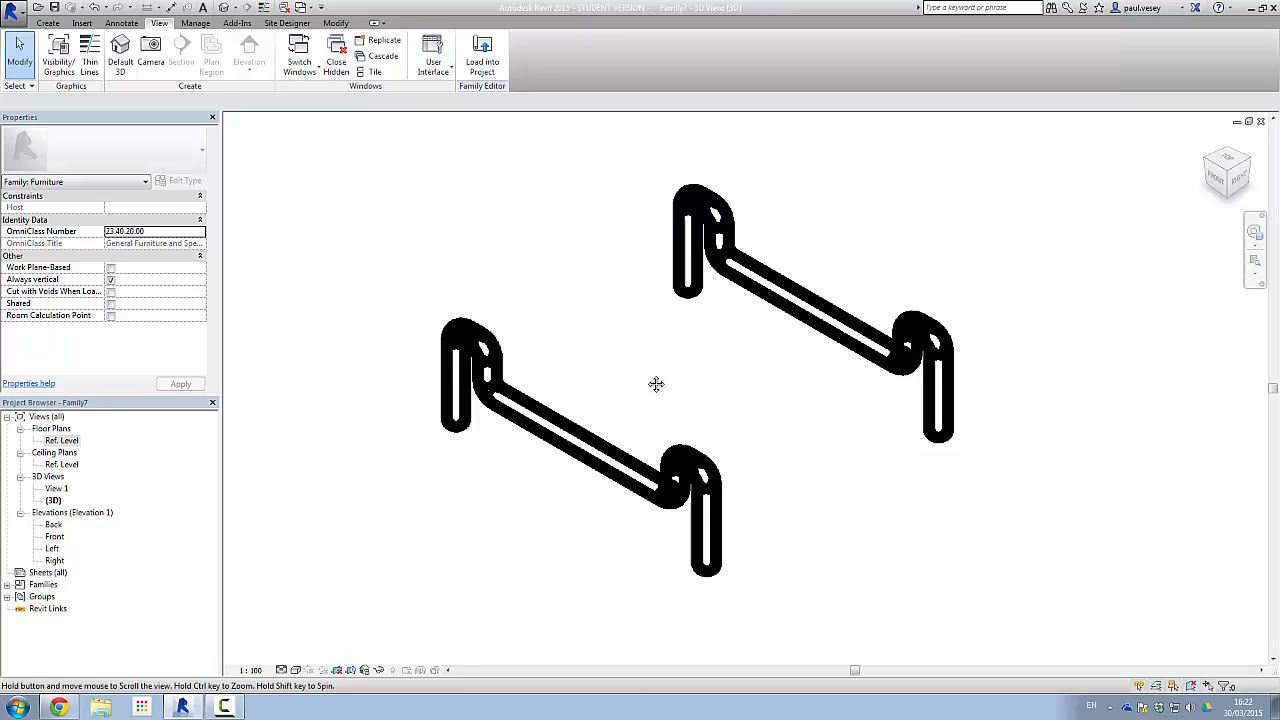 Autodesk Revit 2015 - STUDENT VERSION - Family7 - 3D View: {3D}
Type a keyword or phrase
paul.vesey
Create Insert Annotate View Manage Add-Ins Site Designer Modify
Modify
Visibility/ Graphics
Thin Lines
Default 3D
Camera
Section
Plan Region
Elevation
Switch Windows
Close Hidden
Replicate
Cascade
Tile
User Interface
Load into Project
Select
Graphics
Create
Windows
Family Editor
Properties
Family: Furniture
Edit Type
Constraints
Host
Identity Data
OmniClass Number 23.40.20.00
OmniClass Title General Furniture and Spe...
Other
Work Plane-Based
Always vertical
Cut with Voids When Loa...
Shared
Room Calculation Point
Properties help
Apply
Project Browser - Family7
Views (all)
Floor Plans
Ref. Level
Ceiling Plans
Ref. Level
3D Views
View 1
{3D}
Elevations (Elevation 1)
Back
Front
Left
Right
Sheets (all)
Families
Groups
Revit Links
TOP
FRONT
RIGHT
1 : 100
Hold button and move mouse to Scroll the view. Hold Ctrl key to Zoom. Hold Shift key to Spin.
:0
EN
16:22
30/03/2015